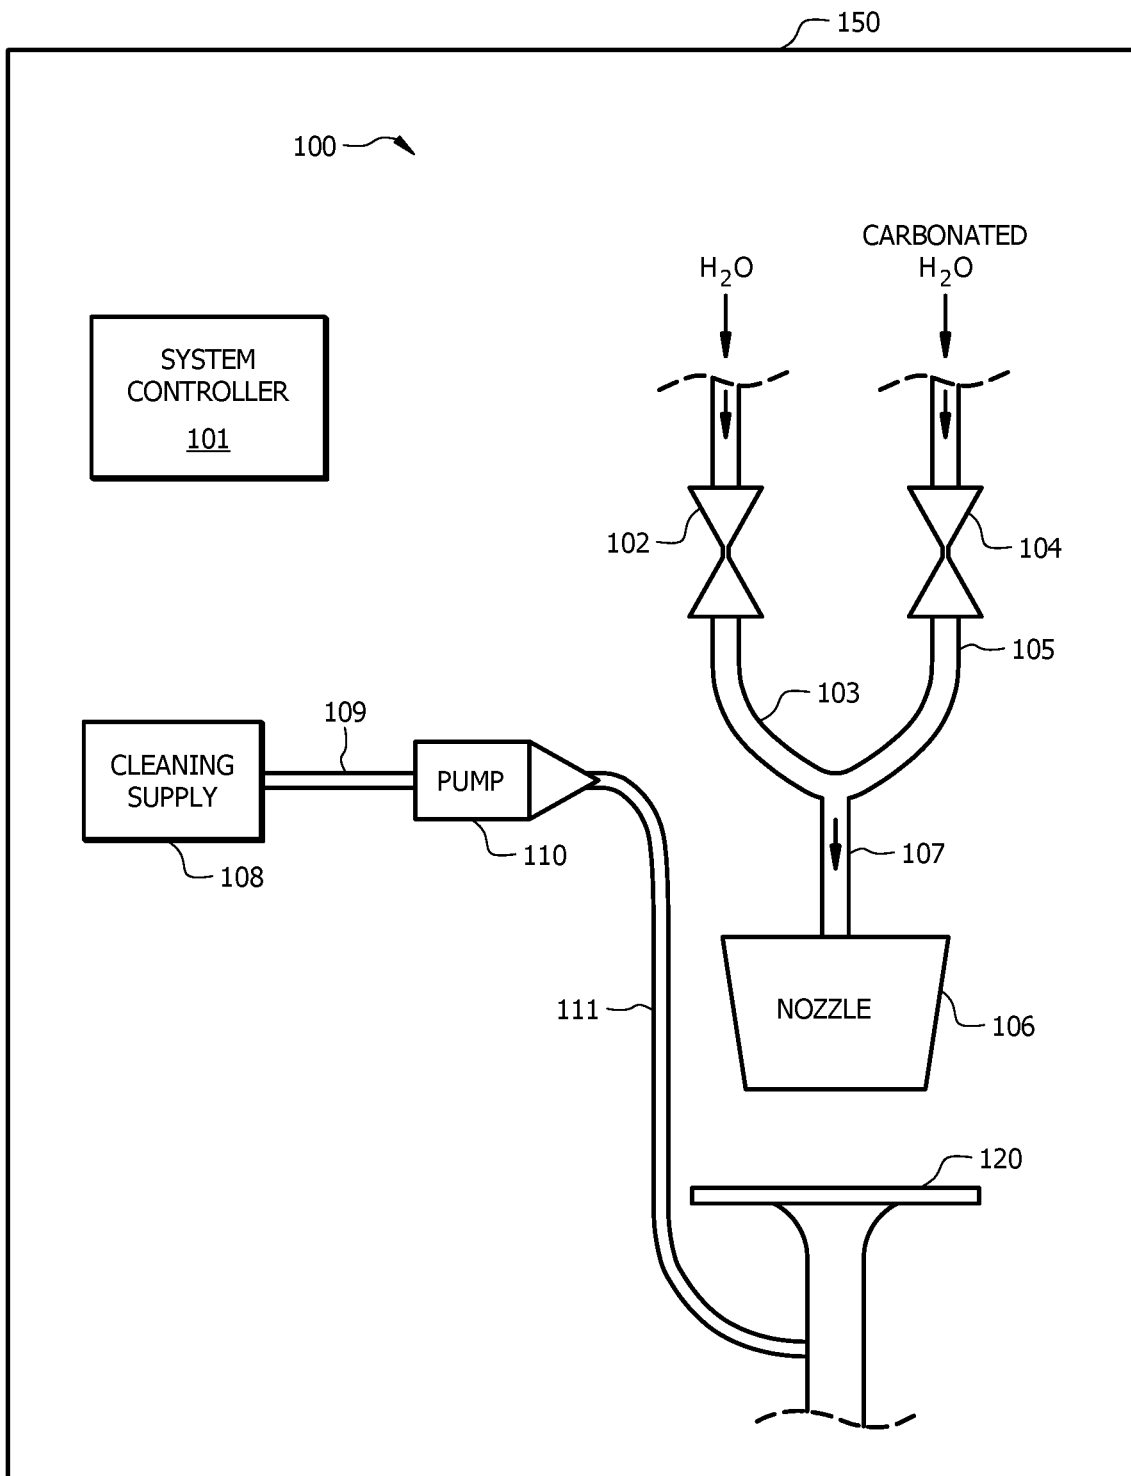 150
100
CARBONATED
H₂O
H₂O
SYSTEM
CONTROLLER
101
102
104
105
103
109
CLEANING
SUPPLY
PUMP
110
108
107
111
NOZZLE
106
120